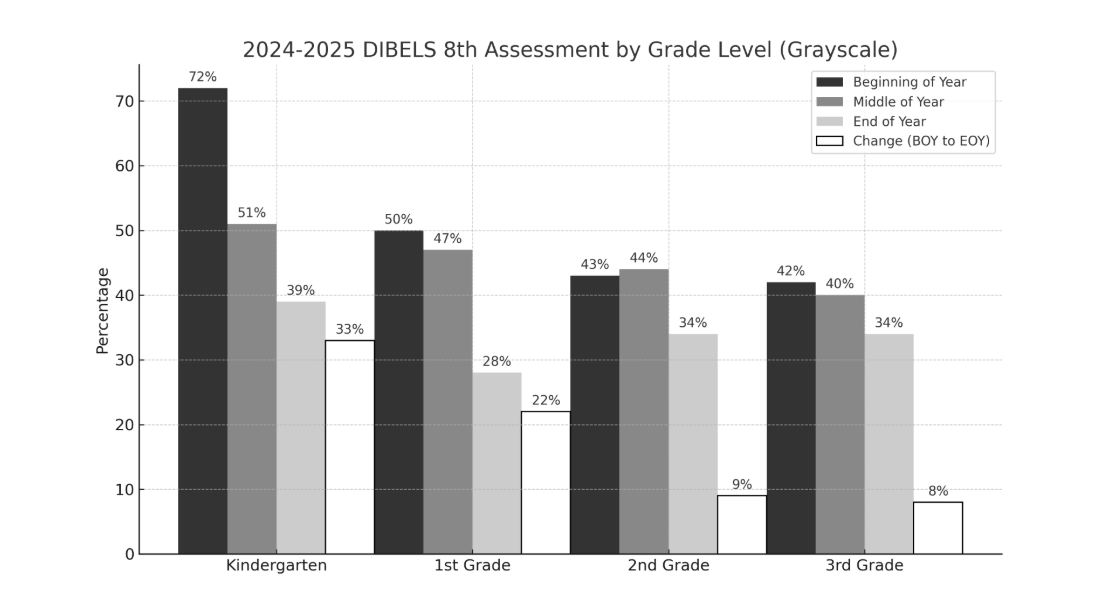 2024-2025 DIBELS 8th Assessment by Grade Level (Grayscale)
Beginning of Year
Middle of Year
End of Year
Change (BOY to EOY)
Percentage
70
60
50
40
30
20
10
0
72%
51%
39%
33%
50%
47%
28%
22%
43%
44%
34%
9%
42%
40%
34%
8%
Kindergarten
1st Grade
2nd Grade
3rd Grade